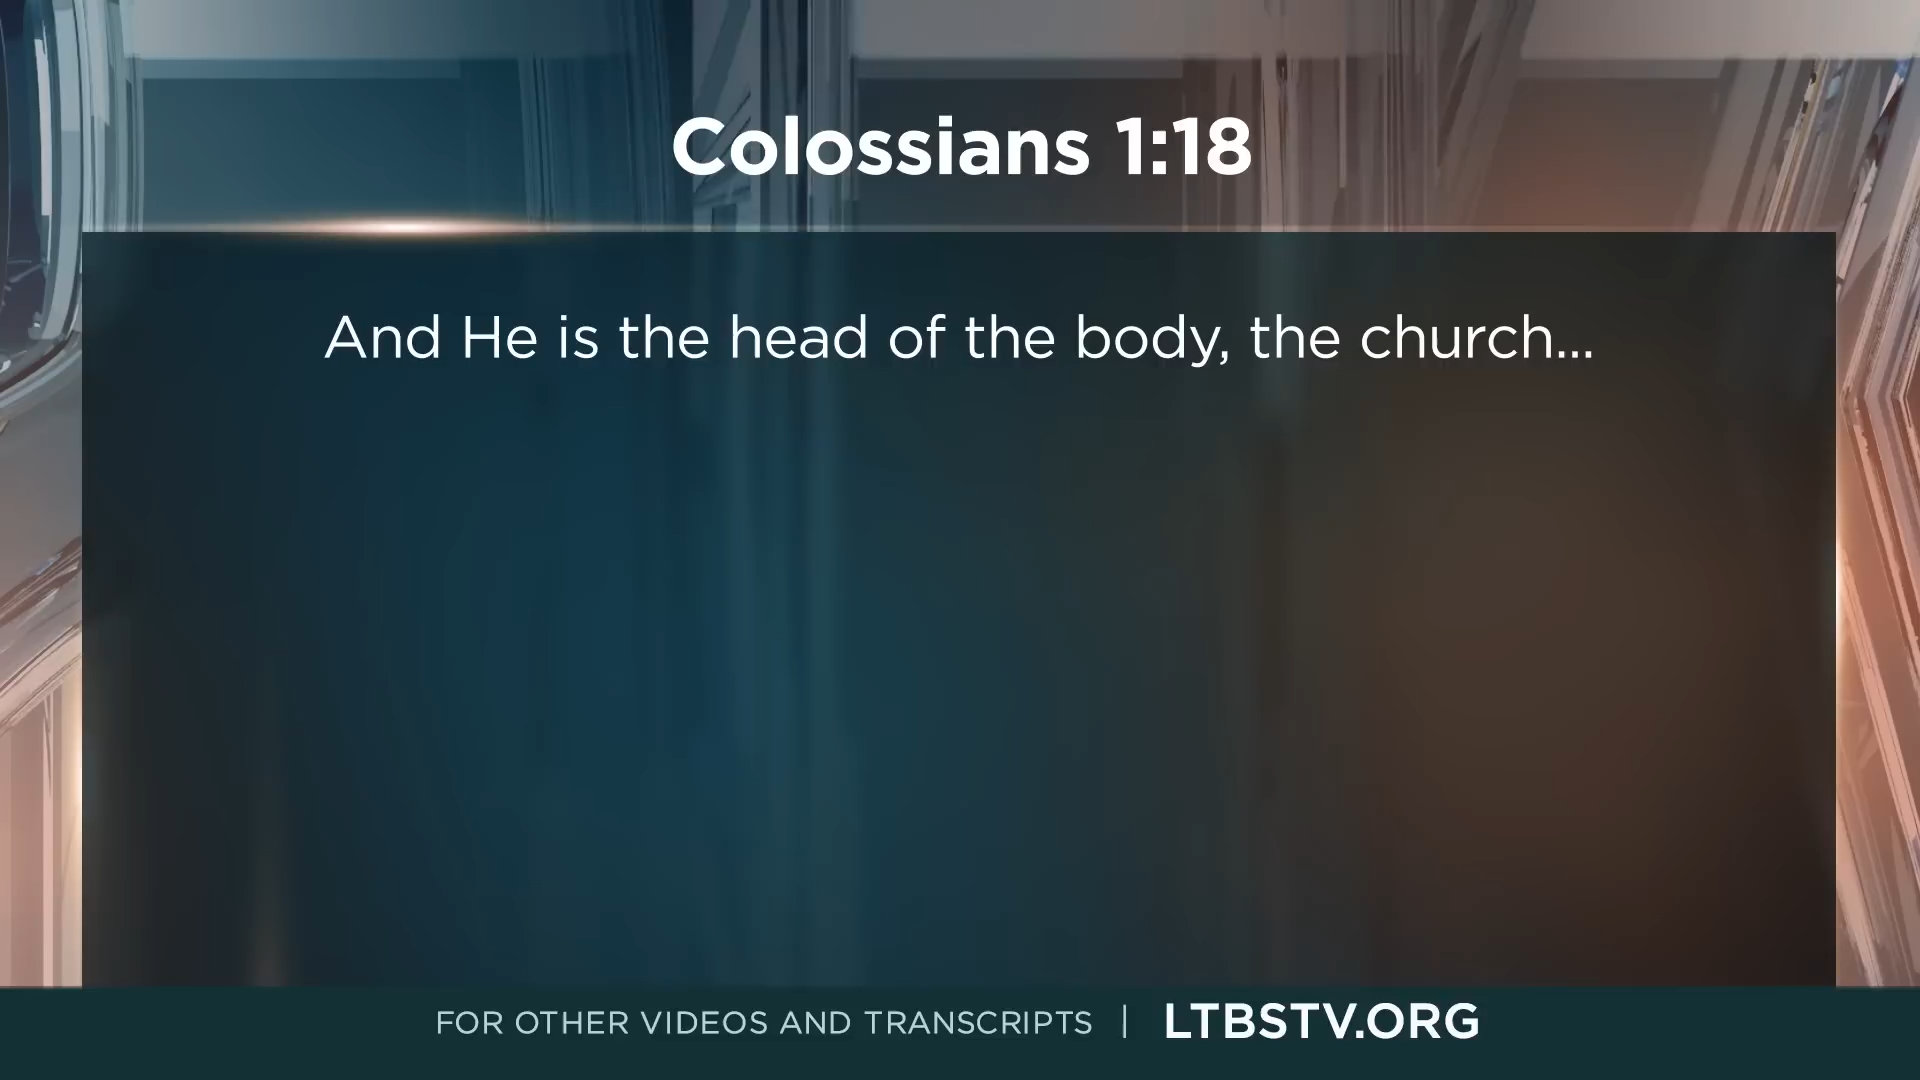 Colossians 1:18
And He is the head of the body, the church...
FOR OTHER VIDEOS AND TRANSCRIPTS | LTBSTV.ORG